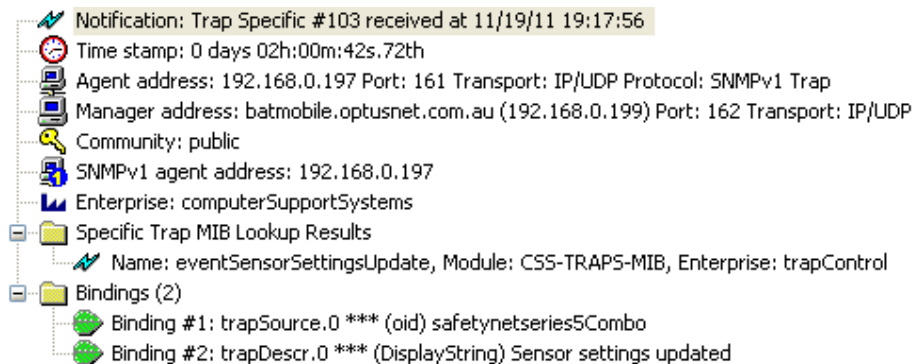 Notification: Trap Specific #103 received at 11/19/11 19:17:56
Time stamp: 0 days 02h:00m:42s.72th
Agent address: 192.168.0.197 Port: 161 Transport: IP/UDP Protocol: SNMPv1 Trap
Manager address: batmobile.optusnet.com.au (192.168.0.199) Port: 162 Transport: IP/UDP
Community: public
SNMPv1 agent address: 192.168.0.197
Enterprise: computerSupportSystems
Specific Trap MIB Lookup Results
Name: eventSensorSettingsUpdate, Module: CSS-TRAPS-MIB, Enterprise: trapControl
Bindings (2)
Binding #1: trapSource.0 *** (oid) safetynetseries5Combo
Binding #2: trapDescr.0 *** (DisplayString) Sensor settings updated